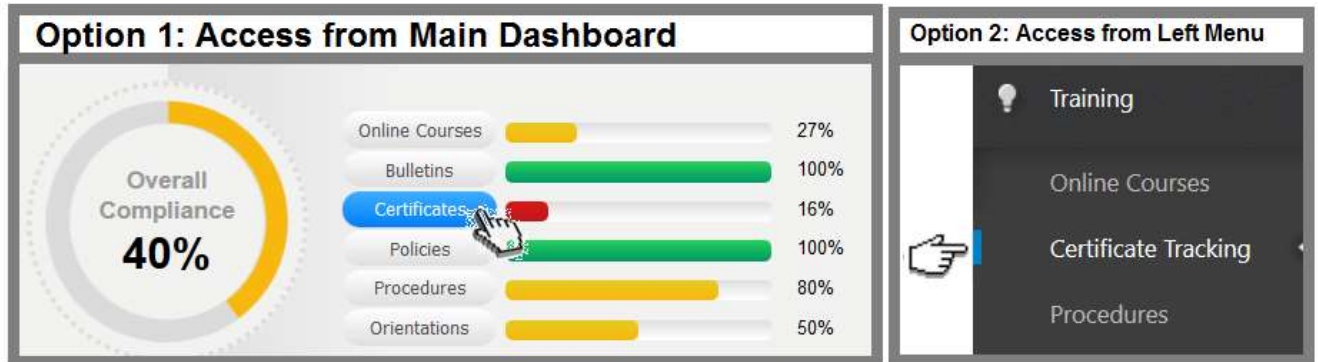 Option 1: Access from Main Dashboard
Overall
Compliance
40%
Online Courses 27%
Bulletins 100%
Certificates 16%
Policies 100%
Procedures 80%
Orientations 50%
Option 2: Access from Left Menu
Training
Online Courses
Certificate Tracking
Procedures